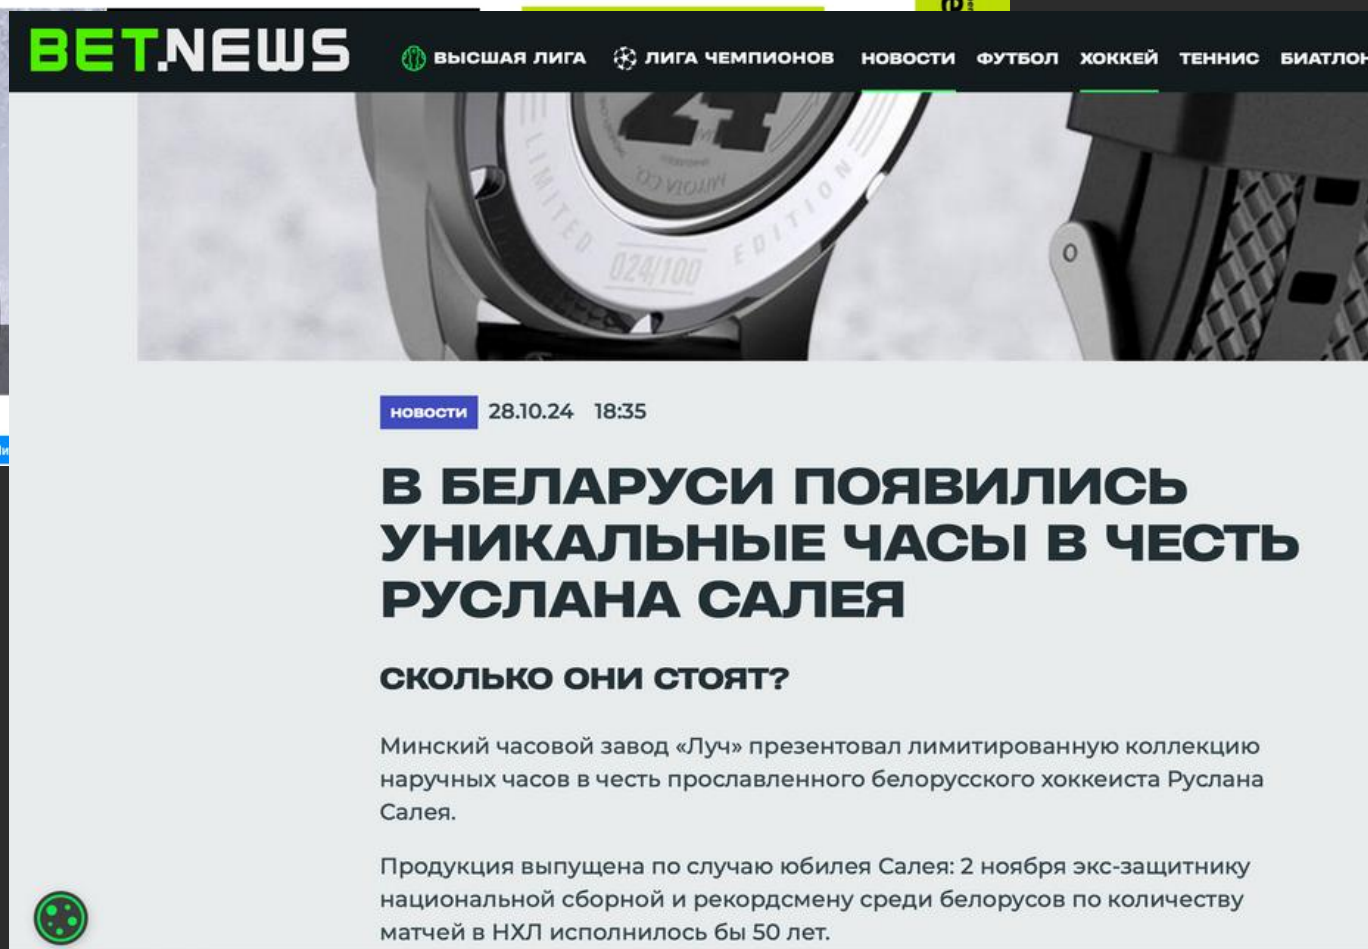 BET.NEWS
ВЫСШАЯ ЛИГА ЛИГА ЧЕМПИОНОВ НОВОСТИ ФУТБОЛ ХОККЕЙ ТЕННИС БИАТЛОН
24
LIMITED EDITION
024/100
НОВОСТИ 28.10.24 18:35
В БЕЛАРУСИ ПОЯВИЛИСЬ
УНИКАЛЬНЫЕ ЧАСЫ В ЧЕСТЬ
РУСЛАНА САЛЕЯ
СКОЛЬКО ОНИ СТОЯТ?
Минский часовой завод «Луч» презентовал лимитированную коллекцию
наручных часов в честь прославленного белорусского хоккеиста Руслана
Салея.
Продукция выпущена по случаю юбилея Салея: 2 ноября экс-защитнику
национальной сборной и рекордсмену среди белорусов по количеству
матчей в НХЛ исполнилось бы 50 лет.